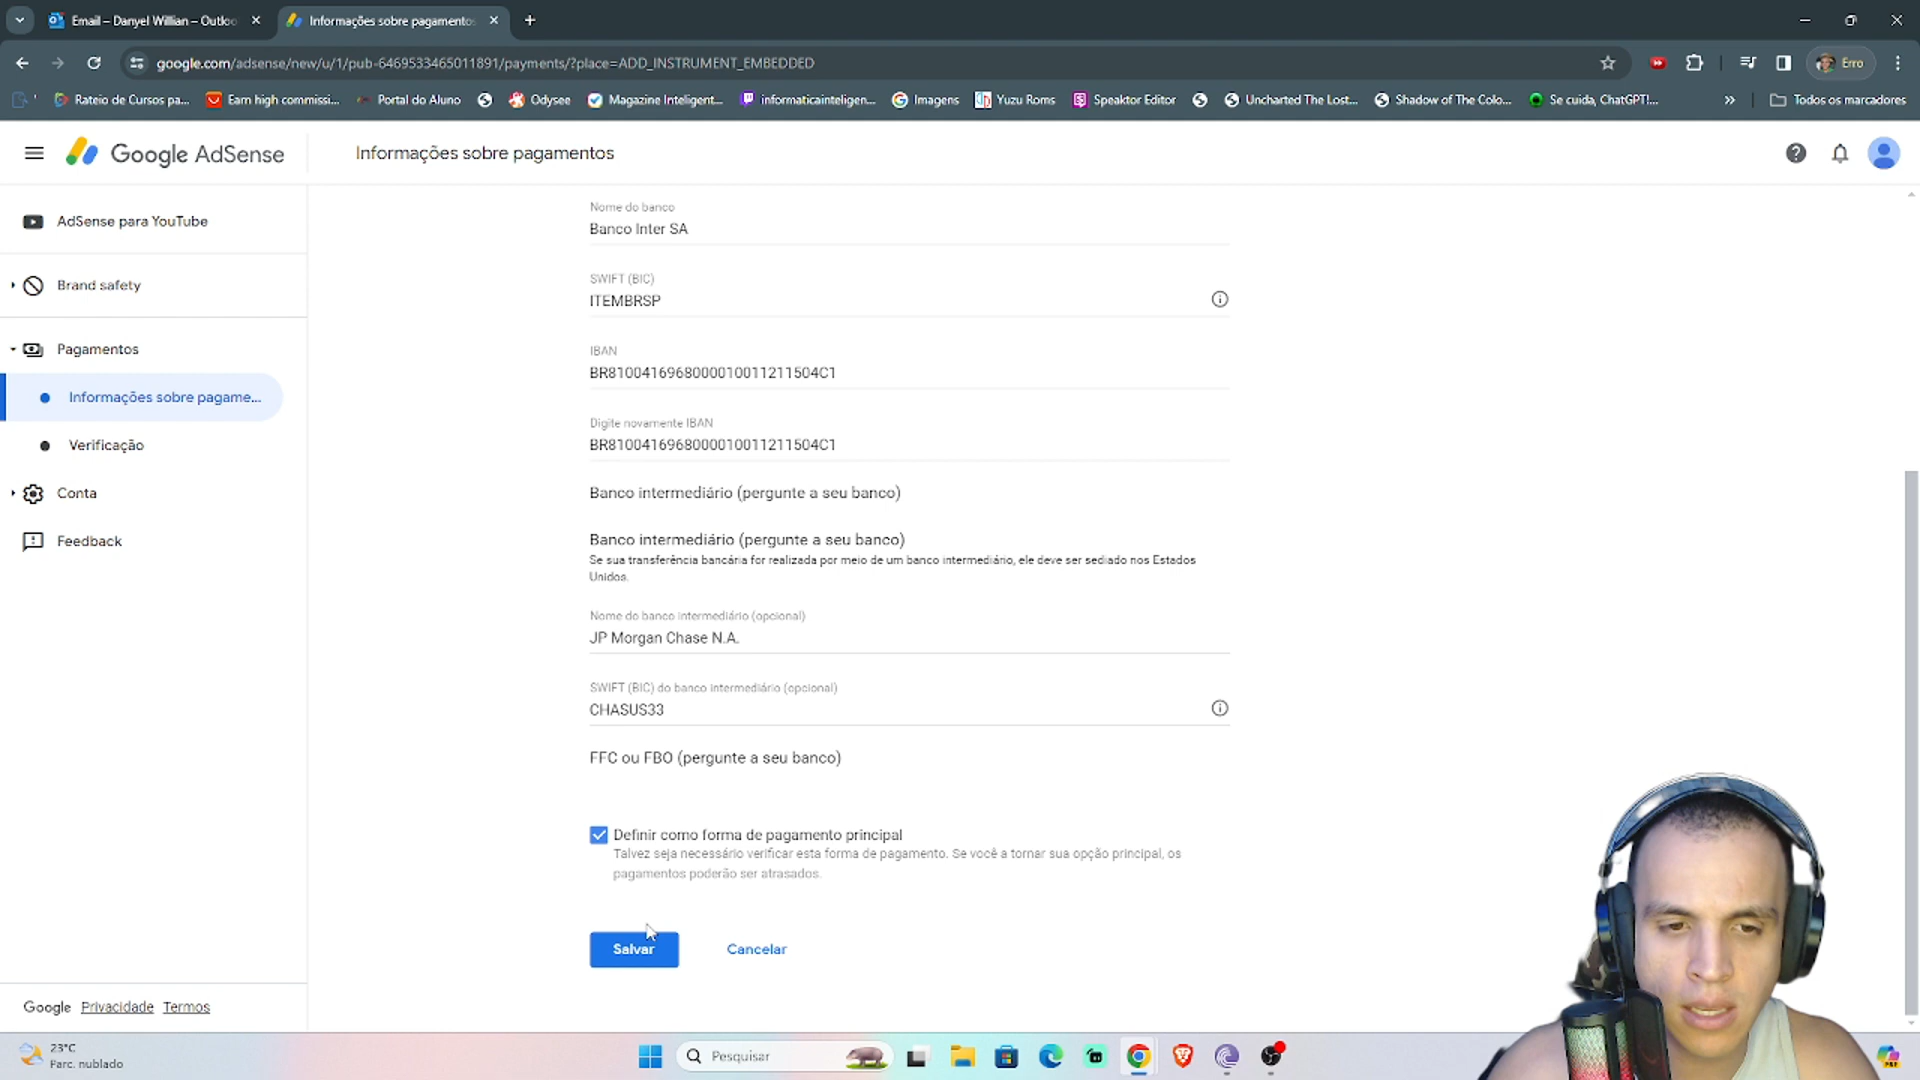 Email – Danyel Willian – Outloo
Informações sobre pagamentos
google.com/adsense/new/u/1/pub-6469533465011891/payments/?place=ADD_INSTRUMENT_EMBEDDED
Erro
Rateio de Cursos pa...
Earn high commissi...
Portal do Aluno
Odysee
Magazine Inteligent...
informaticainteligen...
Imagens
Yuzu Roms
Speaktor Editor
Uncharted The Lost...
Shadow of The Colo...
Se cuida, ChatGPT!...
»
Todos os marcadores
Google AdSense
Informações sobre pagamentos
AdSense para YouTube
Brand safety
Pagamentos
Informações sobre pagame...
Verificação
Conta
Feedback
Nome do banco
Banco Inter SA
SWIFT (BIC)
ITEMBRSP
IBAN
BR8100416968000010011211504C1
Digite novamente IBAN
BR8100416968000010011211504C1
Banco intermediário (pergunte a seu banco)
Banco intermediário (pergunte a seu banco)
Se sua transferência bancária for realizada por meio de um banco intermediário, ele deve ser sediado nos Estados
Unidos.
Nome do banco intermediário (opcional)
JP Morgan Chase N.A.
SWIFT (BIC) do banco intermediário (opcional)
CHASUS33
FFC ou FBO (pergunte a seu banco)
Definir como forma de pagamento principal
Talvez seja necessário verificar esta forma de pagamento. Se você a tornar sua opção principal, os
pagamentos poderão ser atrasados.
Salvar
Cancelar
Google Privacidade Termos
23°C
Parc. nublado
Pesquisar